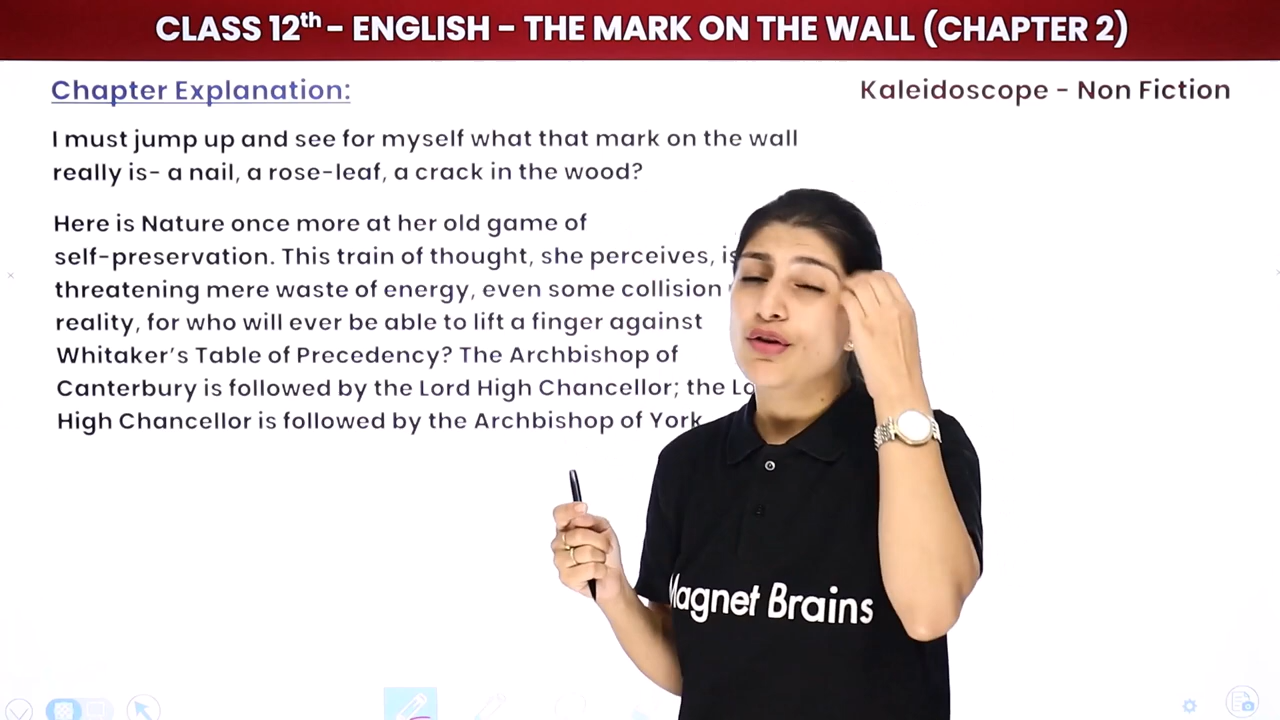 CLASS 12th - ENGLISH - THE MARK ON THE WALL (CHAPTER 2)
Chapter Explanation:
Kaleidoscope - Non Fiction
I must jump up and see for myself what that mark on the wall
really is- a nail, a rose-leaf, a crack in the wood?
Here is Nature once more at her old game of
self-preservation. This train of thought, she perceives, is
threatening mere waste of energy, even some collision
reality, for who will ever be able to lift a finger against
Whitaker's Table of Precedency? The Archbishop of
Canterbury is followed by the Lord High Chancellor; the
High Chancellor is followed by the Archbishop of York
Magnet Brains